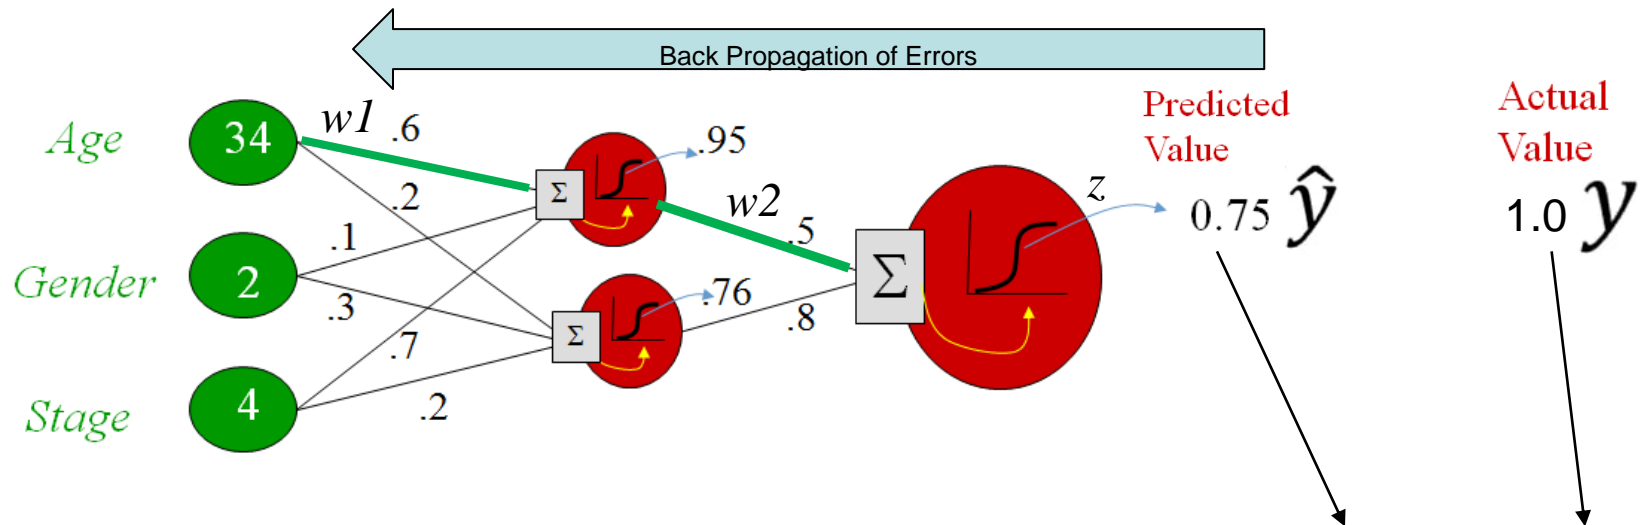 Back Propagation of Errors
Predicted
Value
Actual
Value
Age
34
w1
.6
.95
.2
w2
z
0.75 ŷ
1.0 y
.1
.5
Σ
Σ
Gender
2
.3
.76
.8
Σ
.7
Stage
4
.2